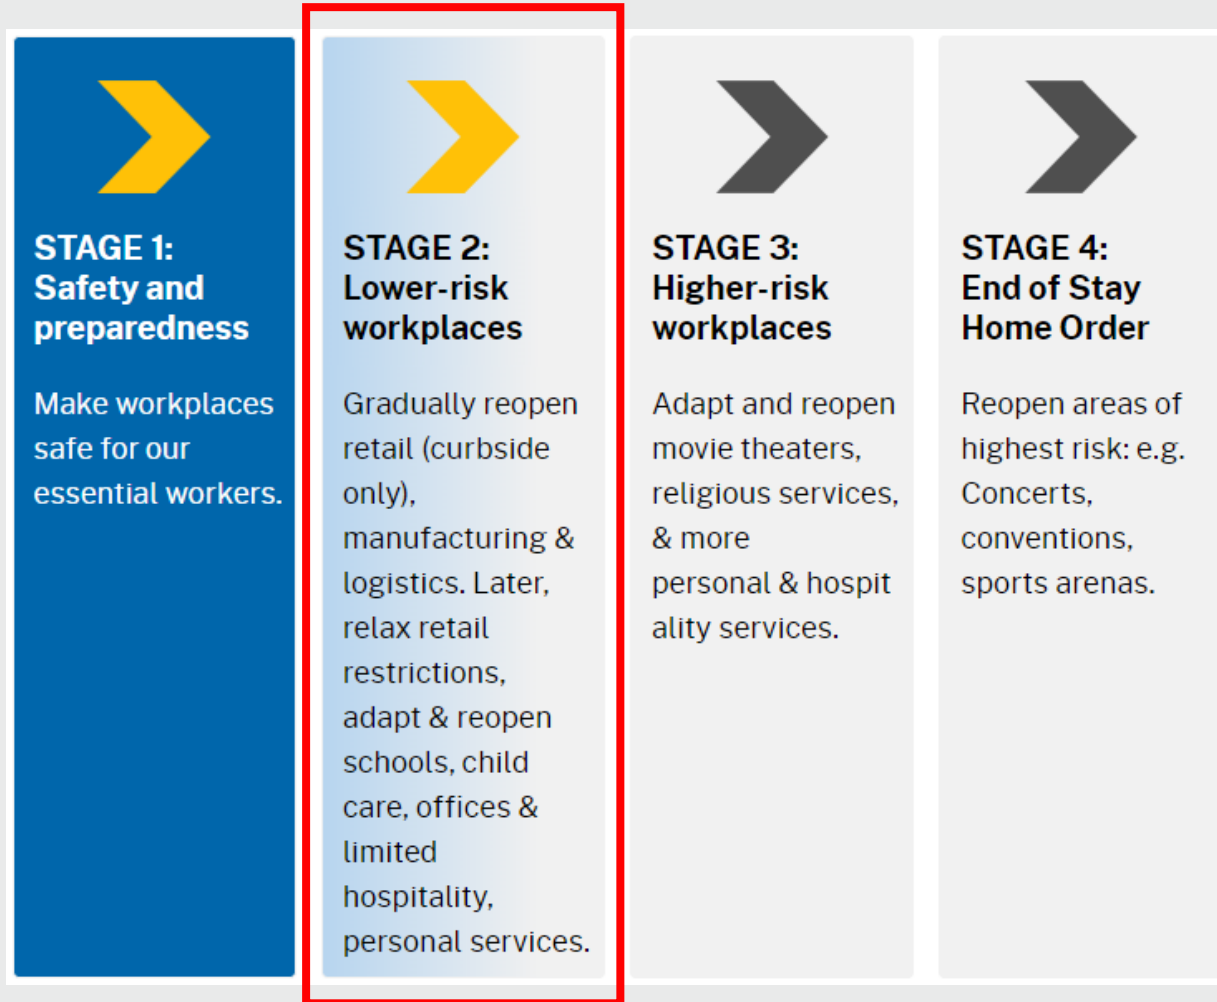 STAGE 1:
Safety and
preparedness
Make workplaces
safe for our
essential workers.
STAGE 2:
Lower-risk
workplaces
Gradually reopen
retail (curbside
only),
manufacturing &
logistics. Later,
relax retail
restrictions,
adapt & reopen
schools, child
care, offices &
limited
hospitality,
personal services.
STAGE 3:
Higher-risk
workplaces
Adapt and reopen
movie theaters,
religious services,
& more
personal & hospit
ality services.
STAGE 4:
End of Stay
Home Order
Reopen areas of
highest risk: e.g.
Concerts,
conventions,
sports arenas.